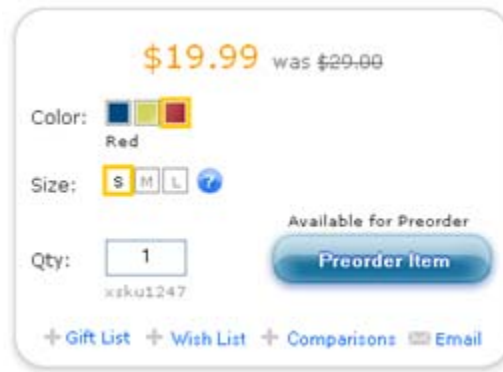 $19.99 was $29.00
Color:
Red
Size: S M L ?
Available for Preorder
Qty: 1 Preorder Item
xsku1247
+ Gift List + Wish List + Comparisons Email